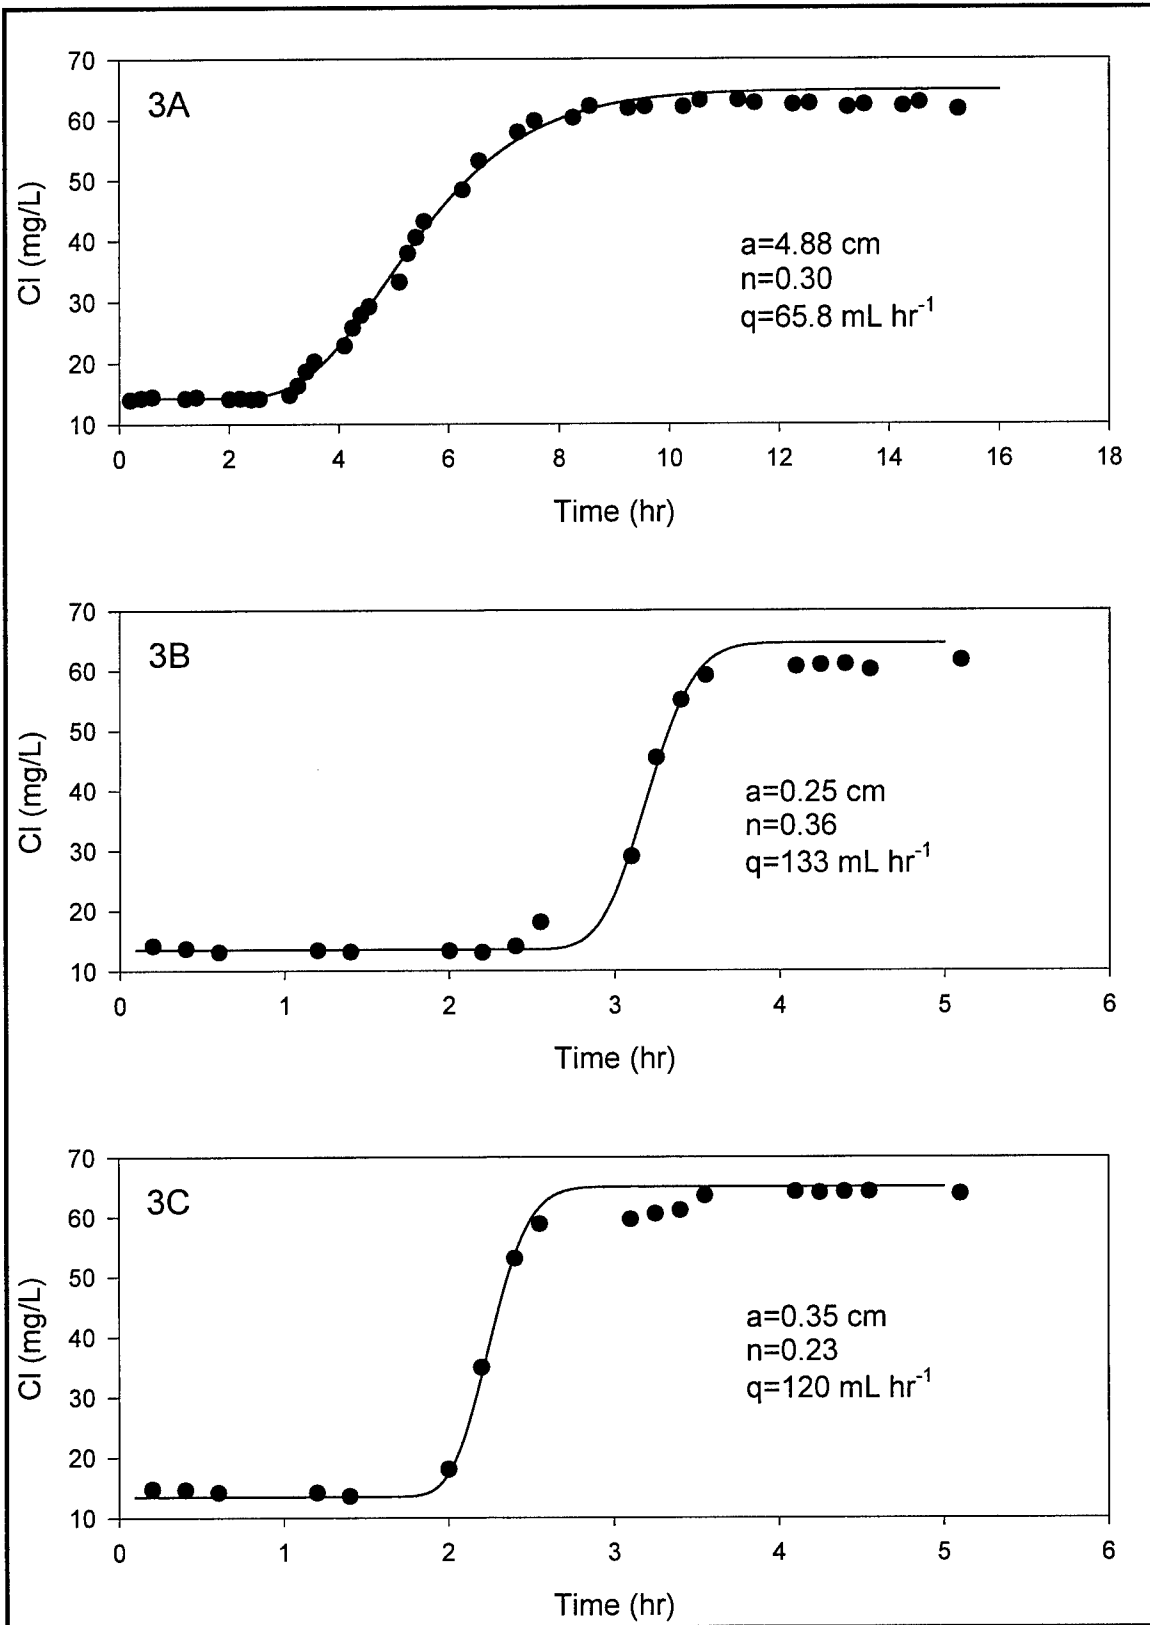 3A
70
60
50
40
30
20
10
Cl (mg/L)
a=4.88 cm
n=0.30
q=65.8 mL hr⁻¹
0 2 4 6 8 10 12 14 16 18
Time (hr)
3B
70
60
50
40
30
20
10
Cl (mg/L)
a=0.25 cm
n=0.36
q=133 mL hr⁻¹
0 1 2 3 4 5 6
Time (hr)
3C
70
60
50
40
30
20
10
Cl (mg/L)
a=0.35 cm
n=0.23
q=120 mL hr⁻¹
0 1 2 3 4 5 6
Time (hr)